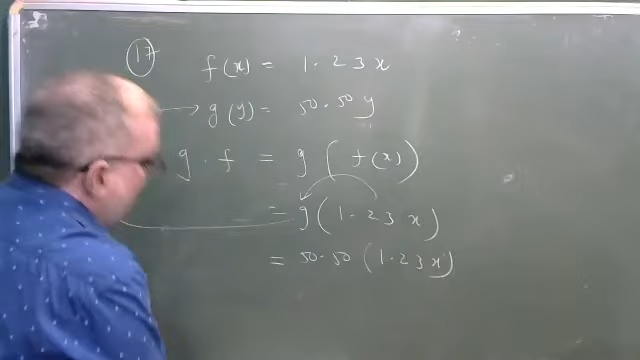 17 f(x) = 1.23x
g(y) = 50.50y
g . f = g(f(x))
= g(1.23x)
= 50.50(1.23x)